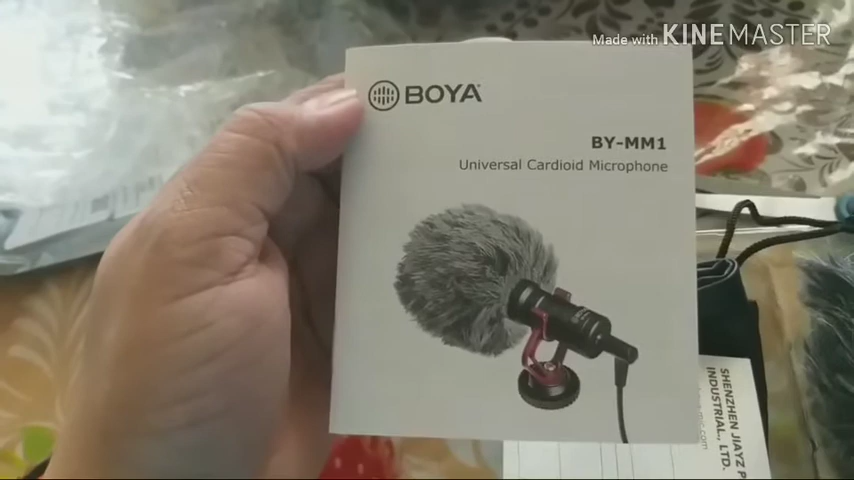 Made with KINEMASTER
BOYA
BY-MM1
Universal Cardioid Microphone
SHENZHEN JIAYZ P
INDUSTRIAL., LTD.